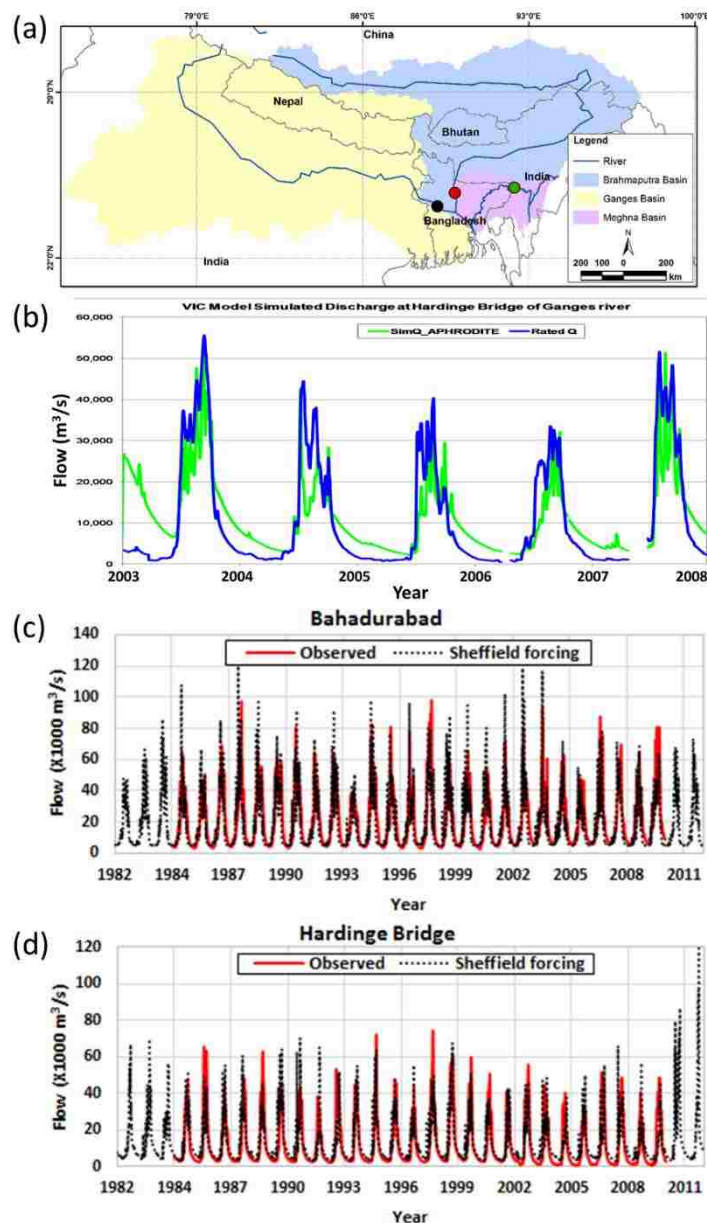 (a)
79°0'E 86°0'E 93°0'E 100°0'E
China
29°0'N
Nepal
Bhutan
India
Bangladesh
India
22°0'N
Legend
River
Brahmaputra Basin
Ganges Basin
Meghna Basin
N
200 100 0 200
km
(b)
VIC Model Simulated Discharge at Hardinge Bridge of Ganges river
SimQ_APHRODITE Rated Q
Flow (m³/s)
60,000
50,000
40,000
30,000
20,000
10,000
0
2003 2004 2005 2006 2007 2008
Year
(c)
Bahadurabad
Observed Sheffield forcing
Flow (X1000 m³/s)
140
120
100
80
60
40
20
0
1982 1984 1987 1990 1993 1996 1999 2002 2005 2008 2011
Year
(d)
Hardinge Bridge
Observed Sheffield forcing
Flow (X1000 m³/s)
120
100
80
60
40
20
0
1982 1984 1987 1990 1993 1996 1999 2002 2005 2008 2011
Year